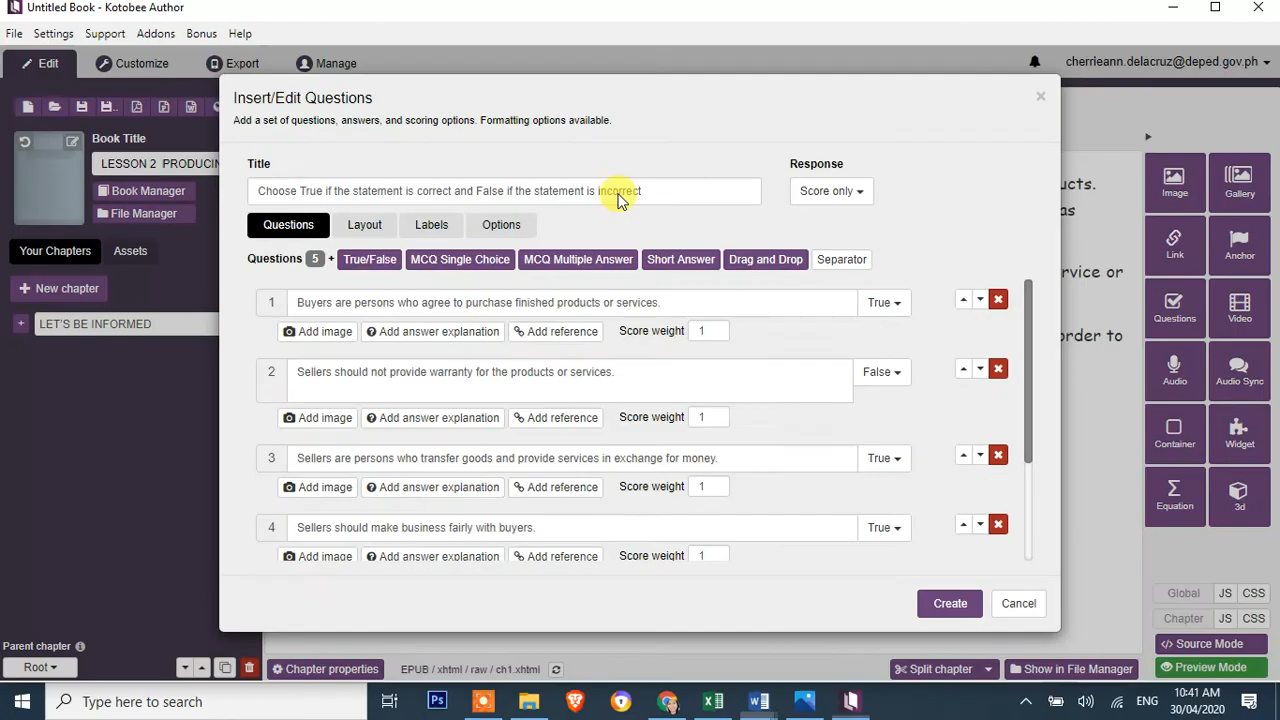 Untitled Book - Kotobee Author
File Settings Support Addons Bonus Help
Edit Customize Export Manage
cherrieann.delacruz@deped.gov.ph
Book Title
LESSON 2 PRODUCIN
Book Manager
File Manager
Your Chapters Assets
New chapter
LET'S BE INFORMED
Insert/Edit Questions
Add a set of questions, answers, and scoring options. Formatting options available.
Title
Response
Choose True if the statement is correct and False if the statement is incorrect
Score only
Questions Layout Labels Options
Questions 5 + True/False MCQ Single Choice MCQ Multiple Answer Short Answer Drag and Drop Separator
1 Buyers are persons who agree to purchase finished products or services. True
Add image Add answer explanation Add reference Score weight 1
2 Sellers should not provide warranty for the products or services. False
Add image Add answer explanation Add reference Score weight 1
3 Sellers are persons who transfer goods and provide services in exchange for money. True
Add image Add answer explanation Add reference Score weight 1
4 Sellers should make business fairly with buyers. True
Add image Add answer explanation Add reference Score weight 1
Create Cancel
ucts.
as
ervice or
order to
Image Gallery
Link Anchor
Questions Video
Audio Audio Sync
Container Widget
Equation 3d
Global JS CSS
Chapter JS CSS
Source Mode
Preview Mode
Parent chapter
Root
Chapter properties
EPUB / xhtml / raw / ch1.xhtml
Split chapter
Show in File Manager
Type here to search
Ps
ENG
10:41 AM
30/04/2020